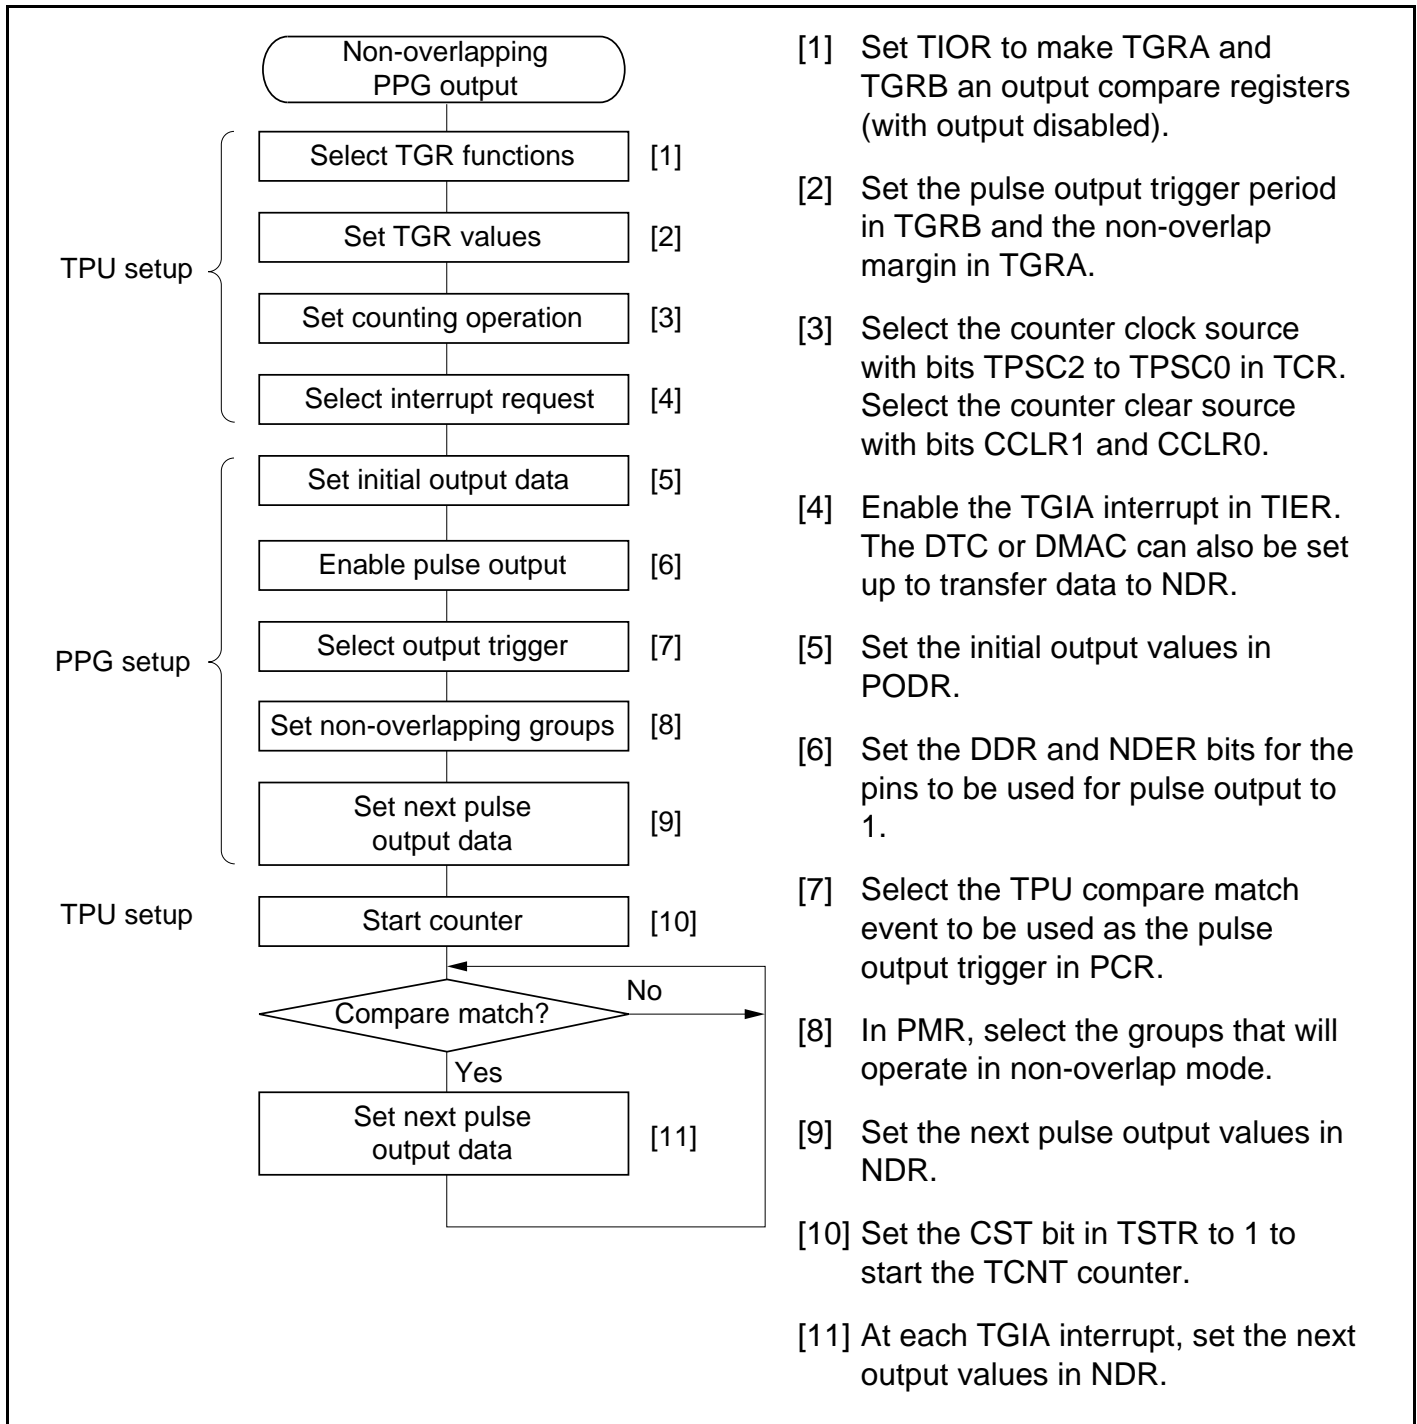 Non-overlapping
PPG output
TPU setup
Select TGR functions [1]
Set TGR values [2]
Set counting operation [3]
Select interrupt request [4]
PPG setup
Set initial output data [5]
Enable pulse output [6]
Select output trigger [7]
Set non-overlapping groups [8]
Set next pulse
output data [9]
TPU setup
Start counter [10]
Compare match?
No
Yes
Set next pulse
output data [11]
[1] Set TIOR to make TGRA and
TGRB an output compare registers
(with output disabled).
[2] Set the pulse output trigger period
in TGRB and the non-overlap
margin in TGRA.
[3] Select the counter clock source
with bits TPSC2 to TPSC0 in TCR.
Select the counter clear source
with bits CCLR1 and CCLR0.
[4] Enable the TGIA interrupt in TIER.
The DTC or DMAC can also be set
up to transfer data to NDR.
[5] Set the initial output values in
PODR.
[6] Set the DDR and NDER bits for the
pins to be used for pulse output to
1.
[7] Select the TPU compare match
event to be used as the pulse
output trigger in PCR.
[8] In PMR, select the groups that will
operate in non-overlap mode.
[9] Set the next pulse output values in
NDR.
[10] Set the CST bit in TSTR to 1 to
start the TCNT counter.
[11] At each TGIA interrupt, set the next
output values in NDR.